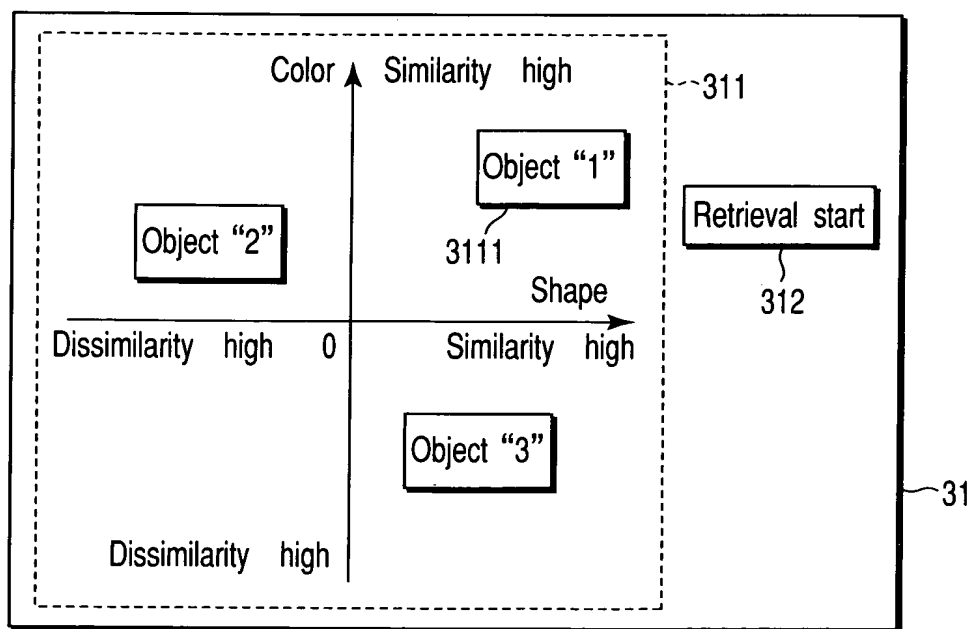 Color Similarity high
311
Object “1”
Retrieval start
Object “2”
3111
312
Shape
Dissimilarity high 0 Similarity high
Object “3”
31
Dissimilarity high